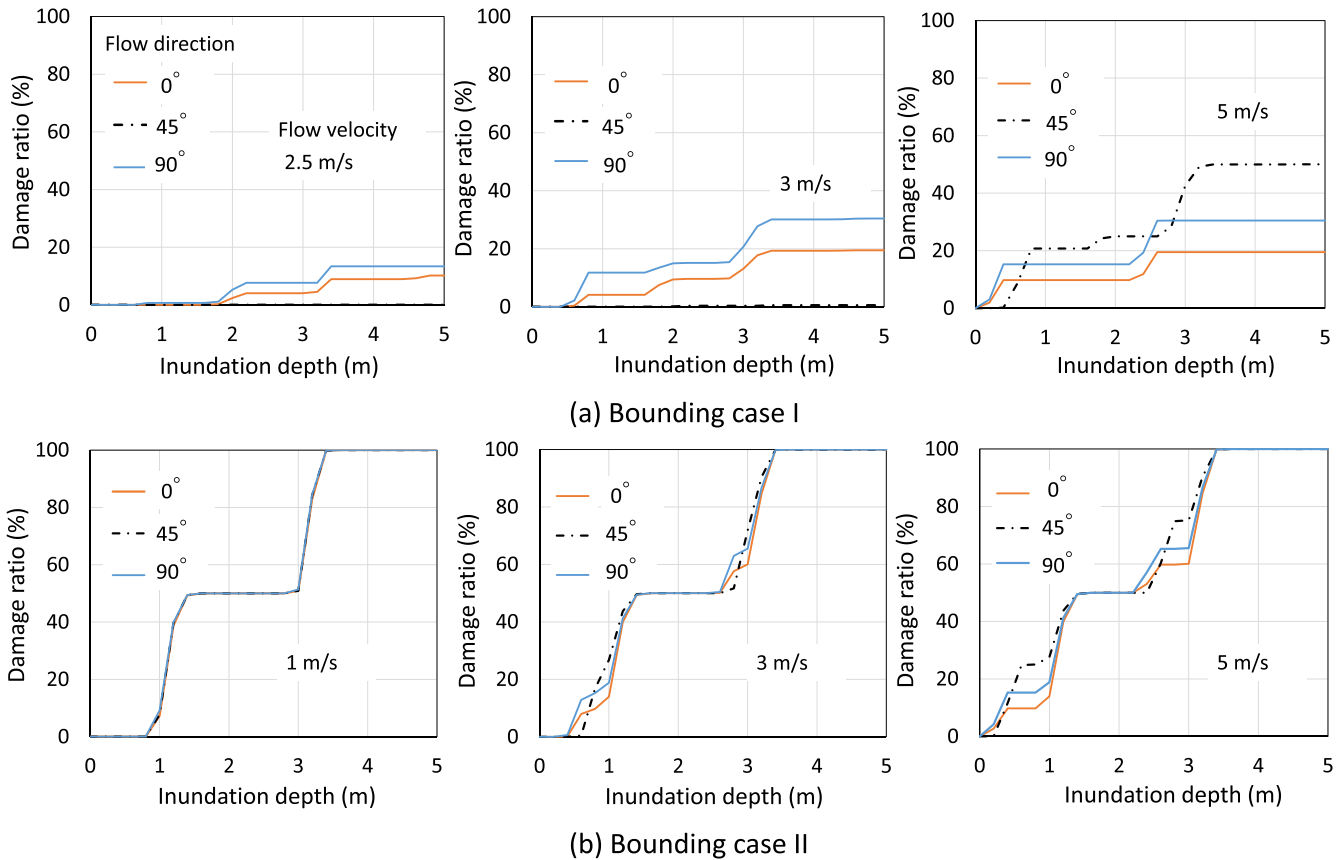 Damage ratio (%)
100
80
60
40
20
0
Flow direction
0°
45°
90°
Flow velocity
2.5 m/s
0 1 2 3 4 5
Inundation depth (m)
Damage ratio (%)
100
80
60
40
20
0
0°
45°
90°
3 m/s
0 1 2 3 4 5
Inundation depth (m)
Damage ratio (%)
100
80
60
40
20
0
0°
45°
90°
5 m/s
0 1 2 3 4 5
Inundation depth (m)
(a) Bounding case I
Damage ratio (%)
100
80
60
40
20
0
0°
45°
90°
1 m/s
0 1 2 3 4 5
Inundation depth (m)
Damage ratio (%)
100
80
60
40
20
0
0°
45°
90°
3 m/s
0 1 2 3 4 5
Inundation depth (m)
Damage ratio (%)
100
80
60
40
20
0
0°
45°
90°
5 m/s
0 1 2 3 4 5
Inundation depth (m)
(b) Bounding case II